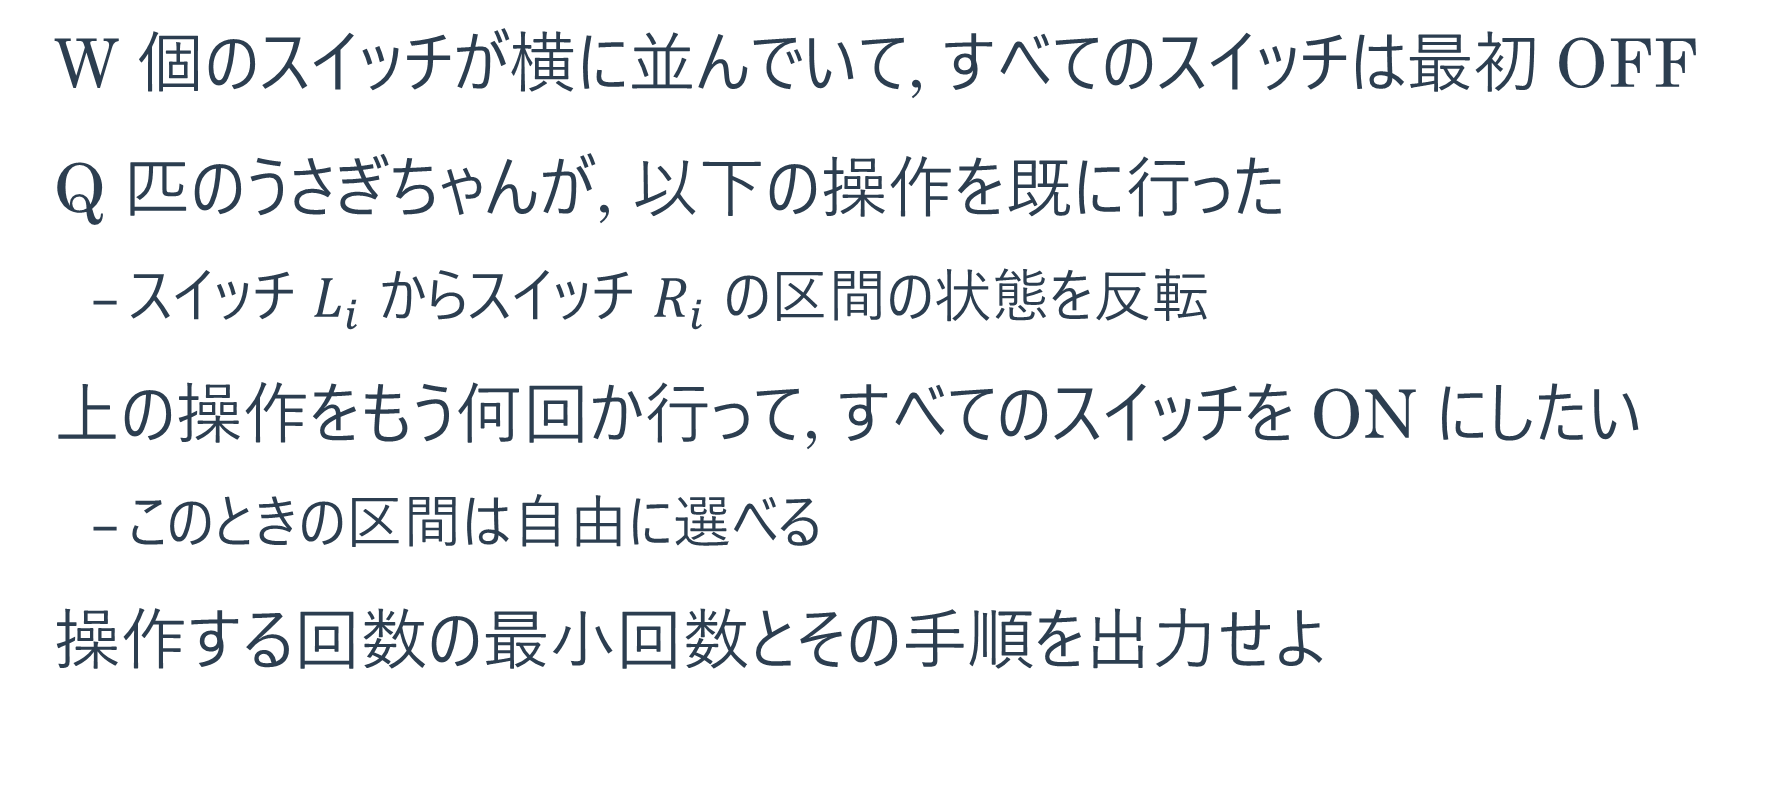 W 個のスイッチが横に並んでいて, すべてのスイッチは最初 OFF
Q 匹のうさぎちゃんが, 以下の操作を既に行った
– スイッチ L_i からスイッチ R_i の区間の状態を反転
上の操作をもう何回か行って, すべてのスイッチを ON にしたい
– このときの区間は自由に選べる
操作する回数の最小回数とその手順を出力せよ